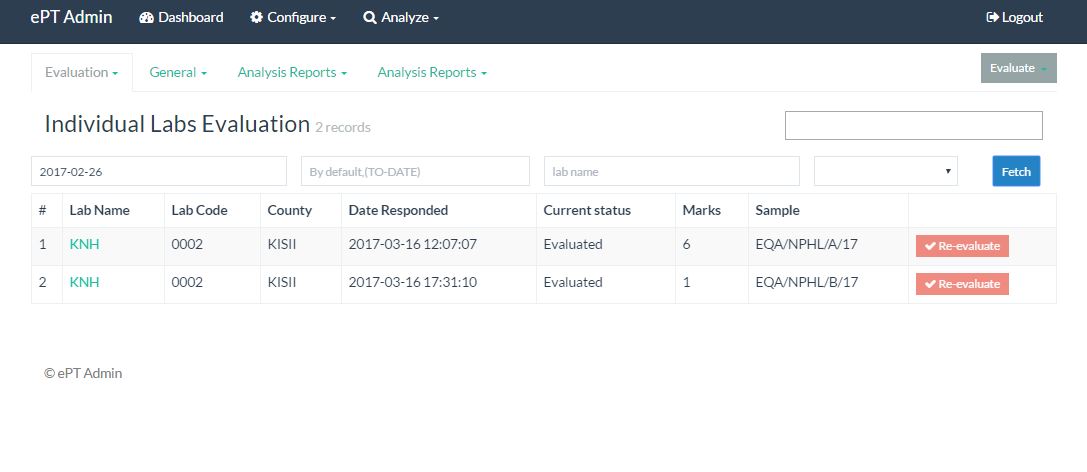 ePT Admin Dashboard Configure Analyze Logout
Evaluation General Analysis Reports Analysis Reports Evaluate
Individual Labs Evaluation 2 records
2017-02-26 By default,(TO-DATE) lab name Fetch
# Lab Name Lab Code County Date Responded Current status Marks Sample
1 KNH 0002 KISII 2017-03-16 12:07:07 Evaluated 6 EQA/NPHL/A/17 Re-evaluate
2 KNH 0002 KISII 2017-03-16 17:31:10 Evaluated 1 EQA/NPHL/B/17 Re-evaluate
© ePT Admin